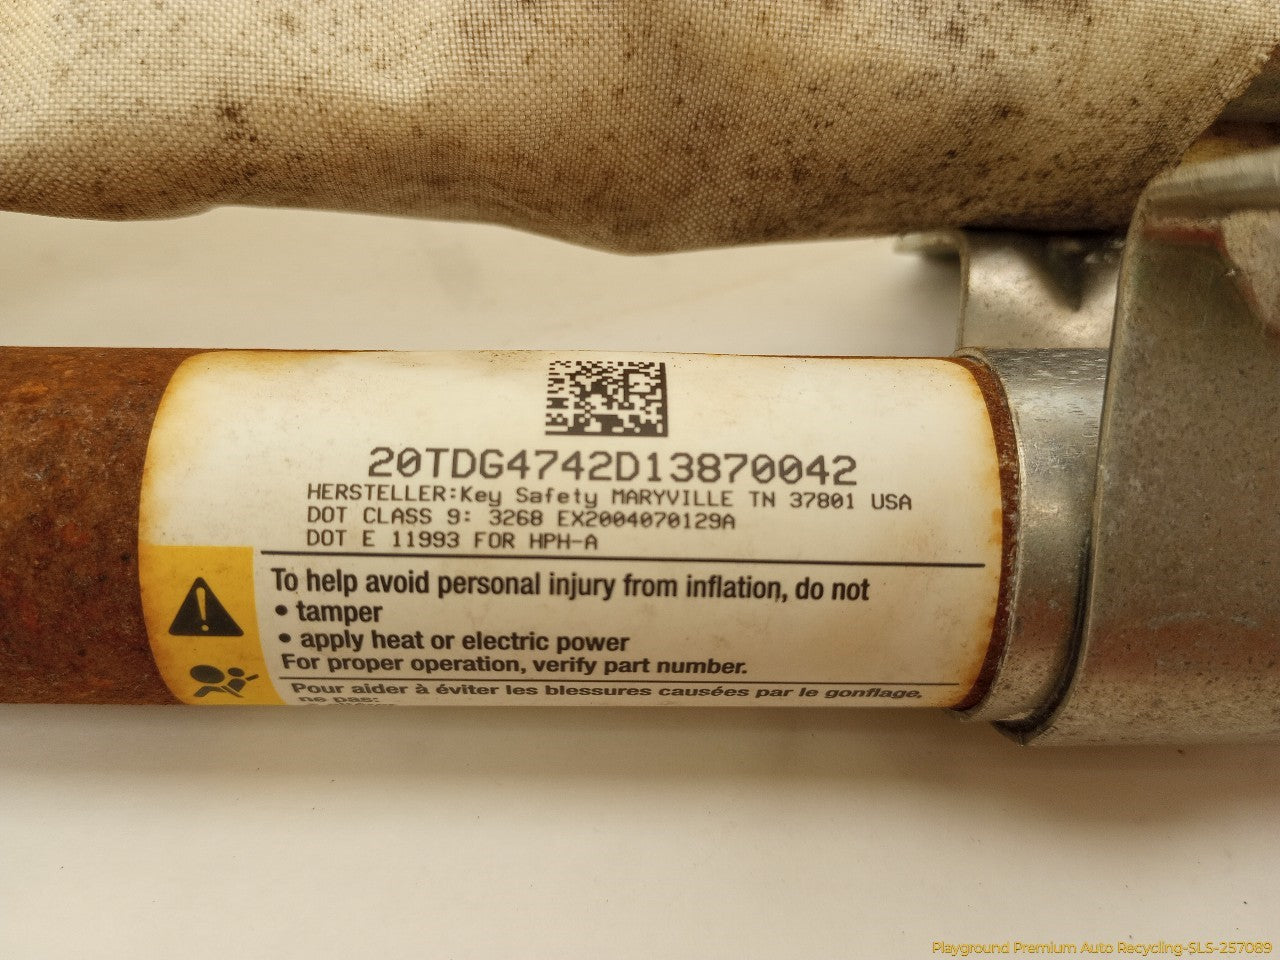 20TDG4742D13870042
HERSTELLER:Key Safety MARYVILLE TN 37801 USA
DOT CLASS 9: 3268 EX2004070129A
DOT E 11993 FOR HPH-A
To help avoid personal injury from inflation, do not
• tamper
• apply heat or electric power
For proper operation, verify part number.
Pour aider à éviter les blessures causées par le gonflage,
ne pas:
Playground Premium Auto Recycling-SLS-257089